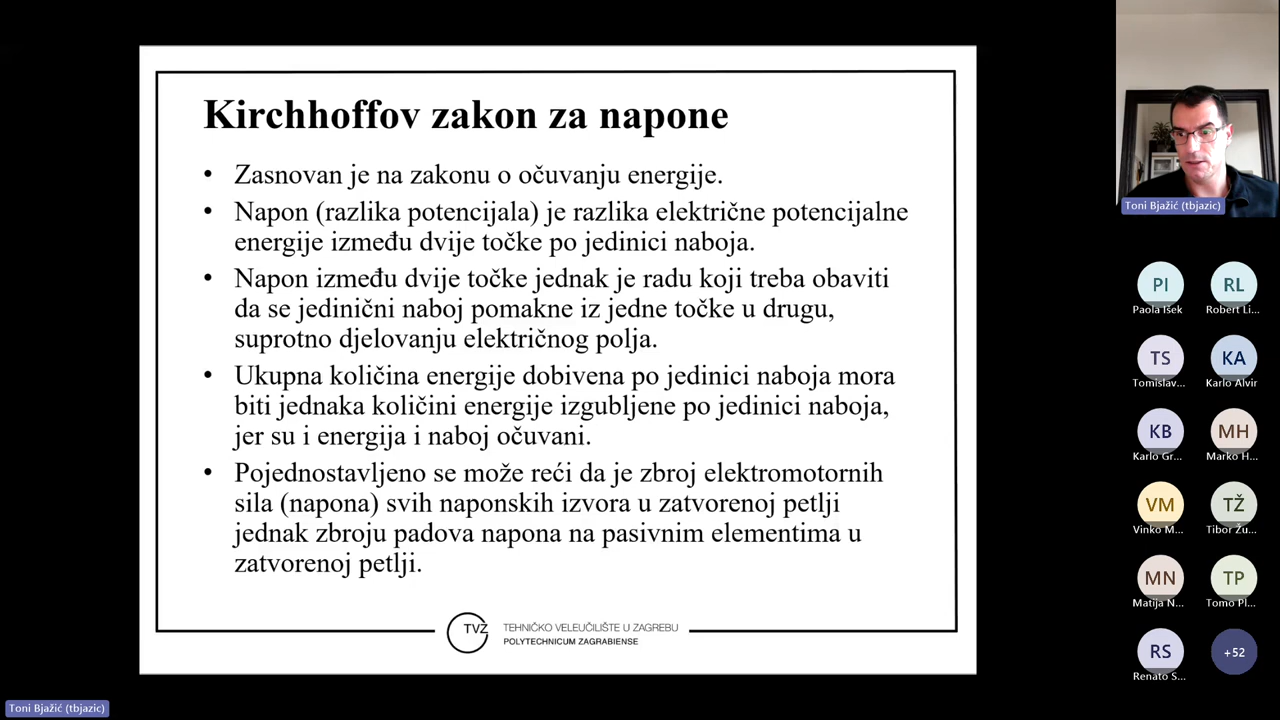 Kirchhoffov zakon za napone
• Zasnovan je na zakonu o očuvanju energije.
• Napon (razlika potencijala) je razlika električne potencijalne
energije između dvije točke po jedinici naboja.
• Napon između dvije točke jednak je radu koji treba obaviti
da se jedinični naboj pomakne iz jedne točke u drugu,
suprotno djelovanju električnog polja.
• Ukupna količina energije dobivena po jedinici naboja mora
biti jednaka količini energije izgubljene po jedinici naboja,
jer su i energija i naboj očuvani.
• Pojednostavljeno se može reći da je zbroj elektromotornih
sila (napona) svih naponskih izvora u zatvorenoj petlji
jednak zbroju padova napona na pasivnim elementima u
zatvorenoj petlji.
TVZ
TEHNIČKO VELEUČILIŠTE U ZAGREBU
POLYTECHNICUM ZAGRABIENSE
Toni Bjažić (tbjazic)
PI RL
Paola Išek Robert Li...
TS KA
Tomislav... Karlo Alvir
KB MH
Karlo Gr... Marko H...
VM TŽ
Vinko M... Tibor Žu...
MN TP
Matija N... Tomo Pl...
RS +52
Renato S...
Toni Bjažić (tbjazic)